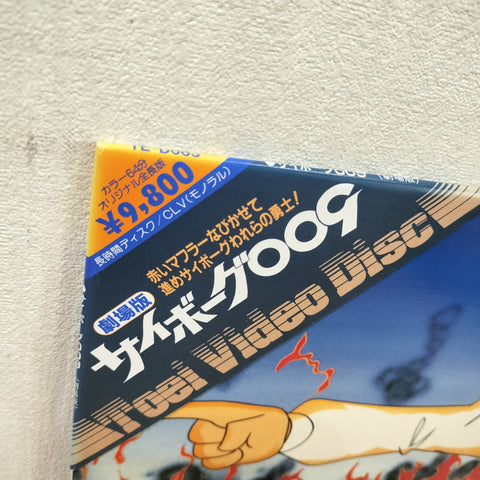 カラー64分
オリジナル全長版
¥9,800
長時間ディスク/CLV(モノラル)
赤いマフラーなびかせて
進めサイボーグわれらの勇士!
劇場版
サイボーグ009
Toei Video Disc